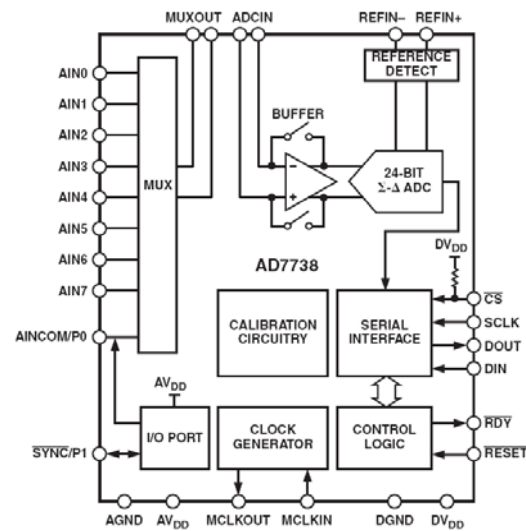 MUXOUT ADCIN REFIN– REFIN+
REFERENCE
DETECT
AIN0
AIN1
AIN2
AIN3
AIN4
AIN5
AIN6
AIN7
AINCOM/P0
MUX
BUFFER
–
+
24-BIT
Σ-Δ ADC
AD7738
DVDD
CALIBRATION
CIRCUITRY
SERIAL
INTERFACE
CS
SCLK
DOUT
DIN
AVDD
I/O PORT
CLOCK
GENERATOR
CONTROL
LOGIC
SYNC/P1
RDY
RESET
AGND AVDD MCLKOUT MCLKIN DGND DVDD